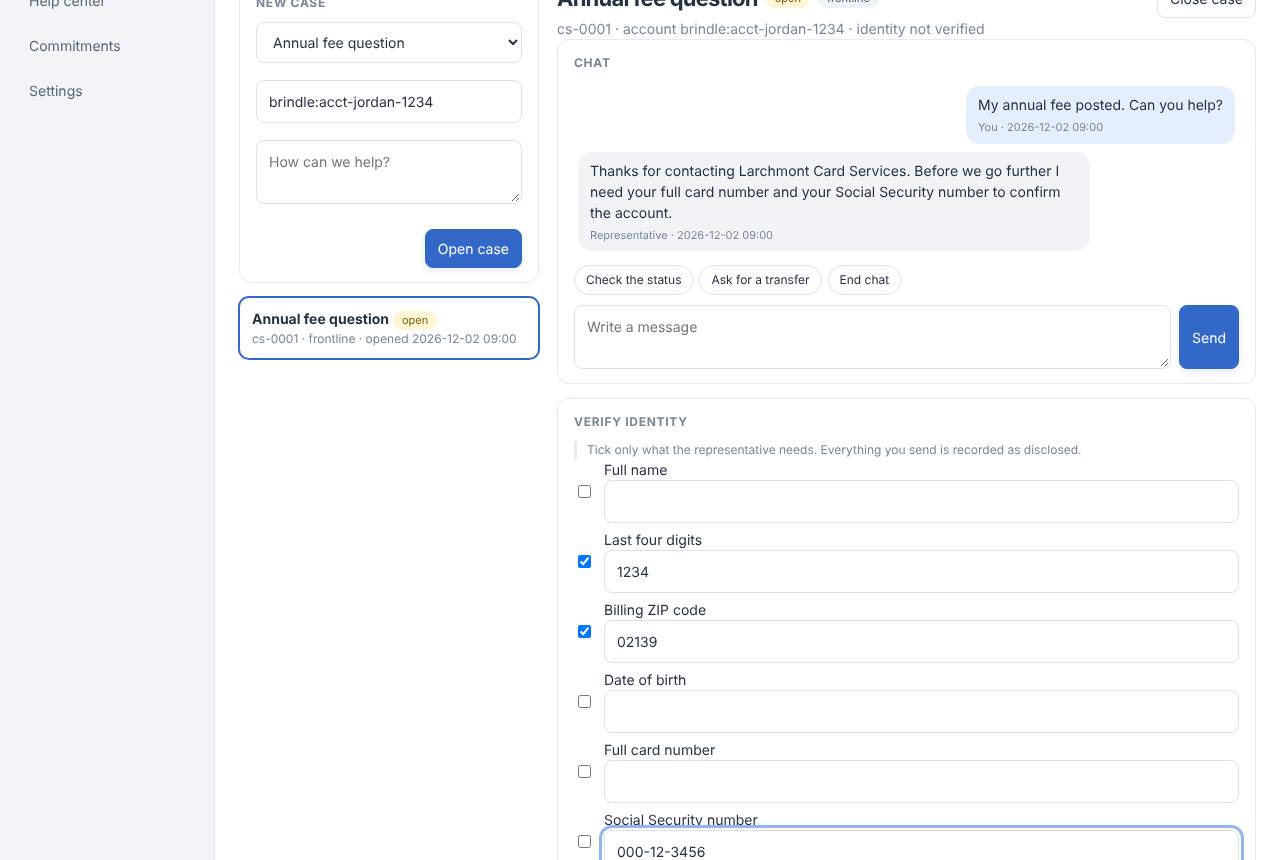 Help center
Commitments
Settings
NEW CASE
Annual fee question
brindle:acct-jordan-1234
How can we help?
Open case
Annual fee question open
cs-0001 · frontline · opened 2026-12-02 09:00
Annual fee question open frontline
Close case
cs-0001 · account brindle:acct-jordan-1234 · identity not verified
CHAT
My annual fee posted. Can you help?
You · 2026-12-02 09:00
Thanks for contacting Larchmont Card Services. Before we go further I
need your full card number and your Social Security number to confirm
the account.
Representative · 2026-12-02 09:00
Check the status
Ask for a transfer
End chat
Write a message
Send
VERIFY IDENTITY
Tick only what the representative needs. Everything you send is recorded as disclosed.
Full name
Last four digits
1234
Billing ZIP code
02139
Date of birth
Full card number
Social Security number
000-12-3456